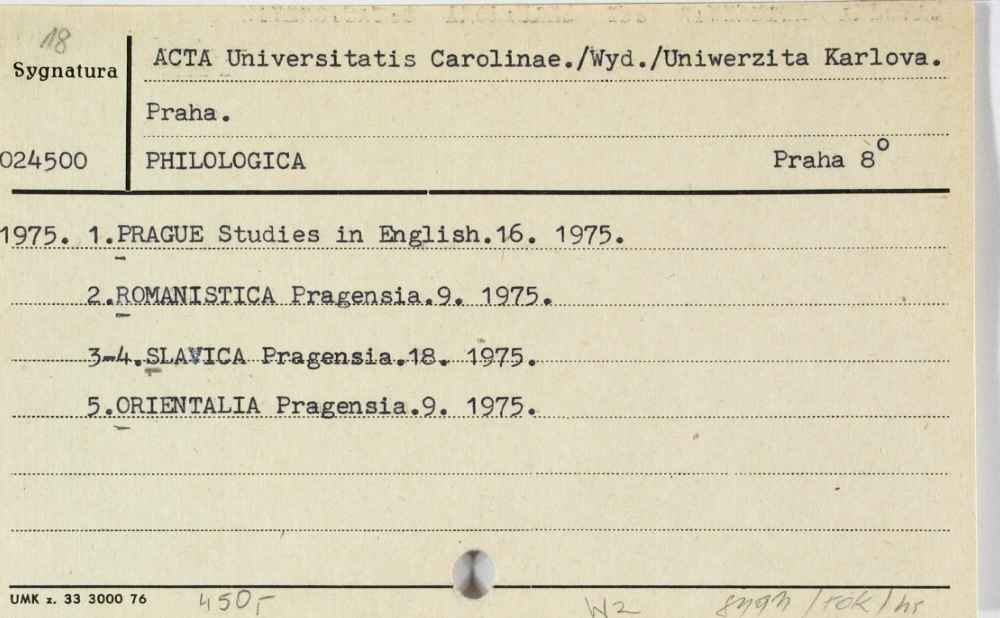 18
Sygnatura
ACTA Universitatis Carolinae./Wyd./Uniwerzita Karlova.
Praha.
024500 PHILOLOGICA Praha 8°
1975. 1.PRAGUE Studies in English.16. 1975.
2.ROMANISTICA Pragensia.9. 1975.
3-4.SLAVICA Pragensia.18. 1975.
5.ORIENTALIA Pragensia.9. 1975.
UMK z. 33 3000 76 450,- W2 /rok/nr